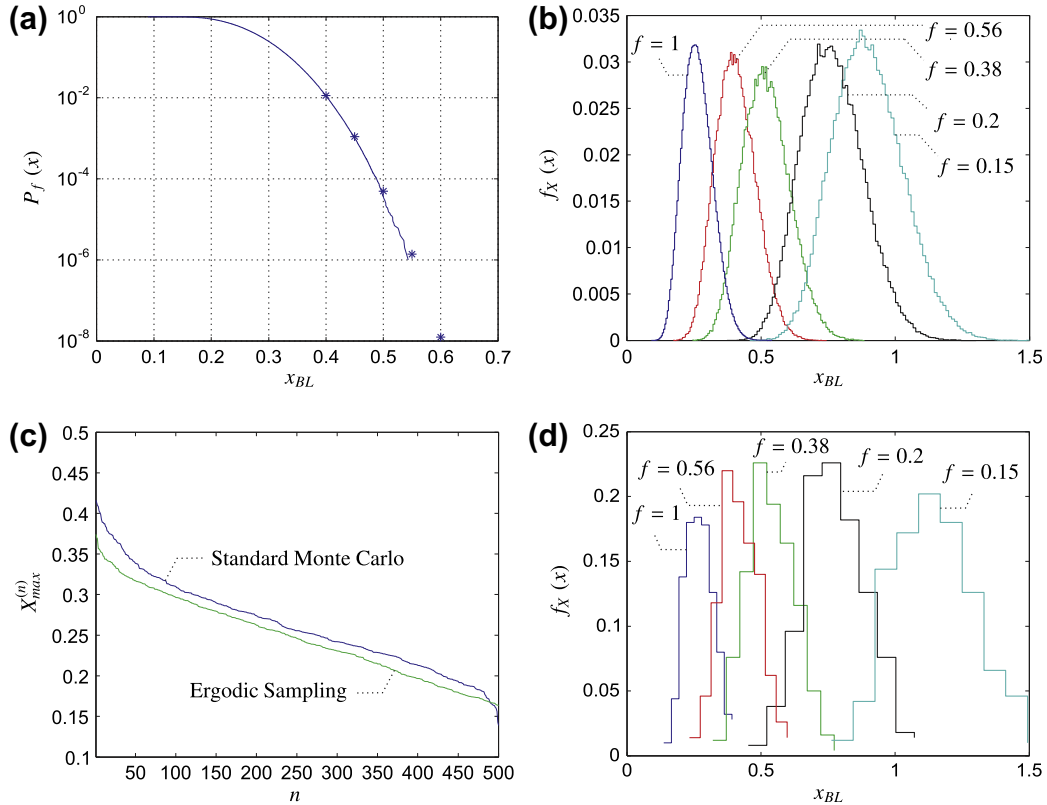 (a)
10^0
10^-2
10^-4
10^-6
10^-8
P_f (x)
0 0.1 0.2 0.3 0.4 0.5 0.6 0.7
x_BL
(b)
0.035
0.03
0.025
0.02
0.015
0.01
0.005
0
f_X (x)
f = 1
f = 0.56
f = 0.38
f = 0.2
f = 0.15
0 0.5 1 1.5
x_BL
(c)
0.5
0.45
0.4
0.35
0.3
0.25
0.2
0.15
0.1
X_max^(n)
Standard Monte Carlo
Ergodic Sampling
50 100 150 200 250 300 350 400 450 500
n
(d)
0.25
0.2
0.15
0.1
0.05
0
f_X (x)
f = 0.38
f = 0.56
f = 0.2
f = 0.15
f = 1
0 0.5 1 1.5
x_BL